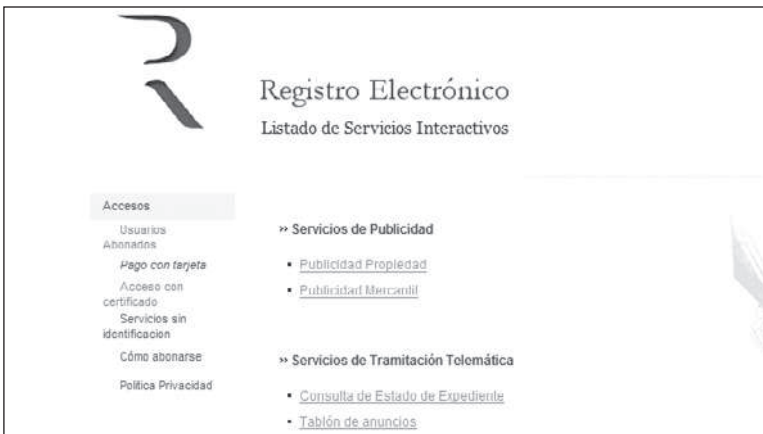 Registro Electrónico
Listado de Servicios Interactivos
Accesos
Usuarios
Abonados
Pago con tarjeta
Acceso con
certificado
Servicios sin
identificacion
Cómo abonarse
Política Privacidad
» Servicios de Publicidad
▪ Publicidad Propiedad
▪ Publicidad Mercantil
» Servicios de Tramitación Telemática
▪ Consulta de Estado de Expediente
▪ Tablón de anuncios